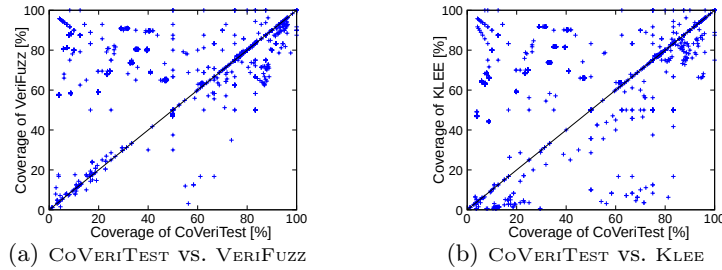 100
80
60
40
20
0
0 20 40 60 80 100
Coverage of VeriFuzz [%]
Coverage of CoVeriTest [%]
(a) CoVeriTest vs. VeriFuzz
100
80
60
40
20
0
0 20 40 60 80 100
Coverage of KLEE [%]
Coverage of CoVeriTest [%]
(b) CoVeriTest vs. Klee